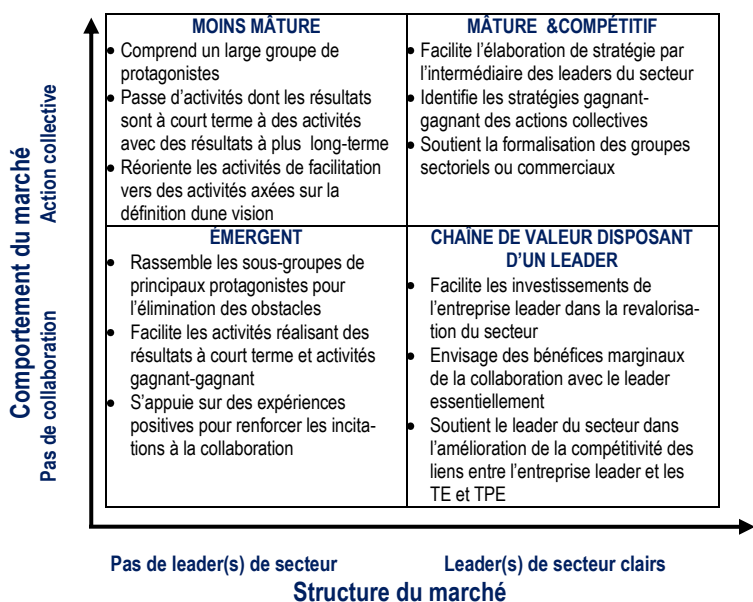 MOINS MÂTURE
• Comprend un large groupe de
protagonistes
• Passe d’activités dont les résultats
sont à court terme à des activités
avec des résultats à plus long-terme
• Réoriente les activités de facilitation
vers des activités axées sur la
définition dune vision
MÂTURE &COMPÉTITIF
• Facilite l’élaboration de stratégie par
l’intermédiaire des leaders du secteur
• Identifie les stratégies gagnant-
gagnant des actions collectives
• Soutient la formalisation des groupes
sectoriels ou commerciaux
ÉMERGENT
• Rassemble les sous-groupes de
principaux protagonistes pour
l’élimination des obstacles
• Facilite les activités réalisant des
résultats à court terme et activités
gagnant-gagnant
• S’appuie sur des expériences
positives pour renforcer les incita-
tions à la collaboration
CHAÎNE DE VALEUR DISPOSANT
D’UN LEADER
• Facilite les investissements de
l’entreprise leader dans la revalorisa-
tion du secteur
• Envisage des bénéfices marginaux
de la collaboration avec le leader
essentiellement
• Soutient le leader du secteur dans
l’amélioration de la compétitivité des
liens entre l’entreprise leader et les
TE et TPE
Comportement du marché
Action collective
Pas de collaboration
Pas de leader(s) de secteur
Leader(s) de secteur clairs
Structure du marché